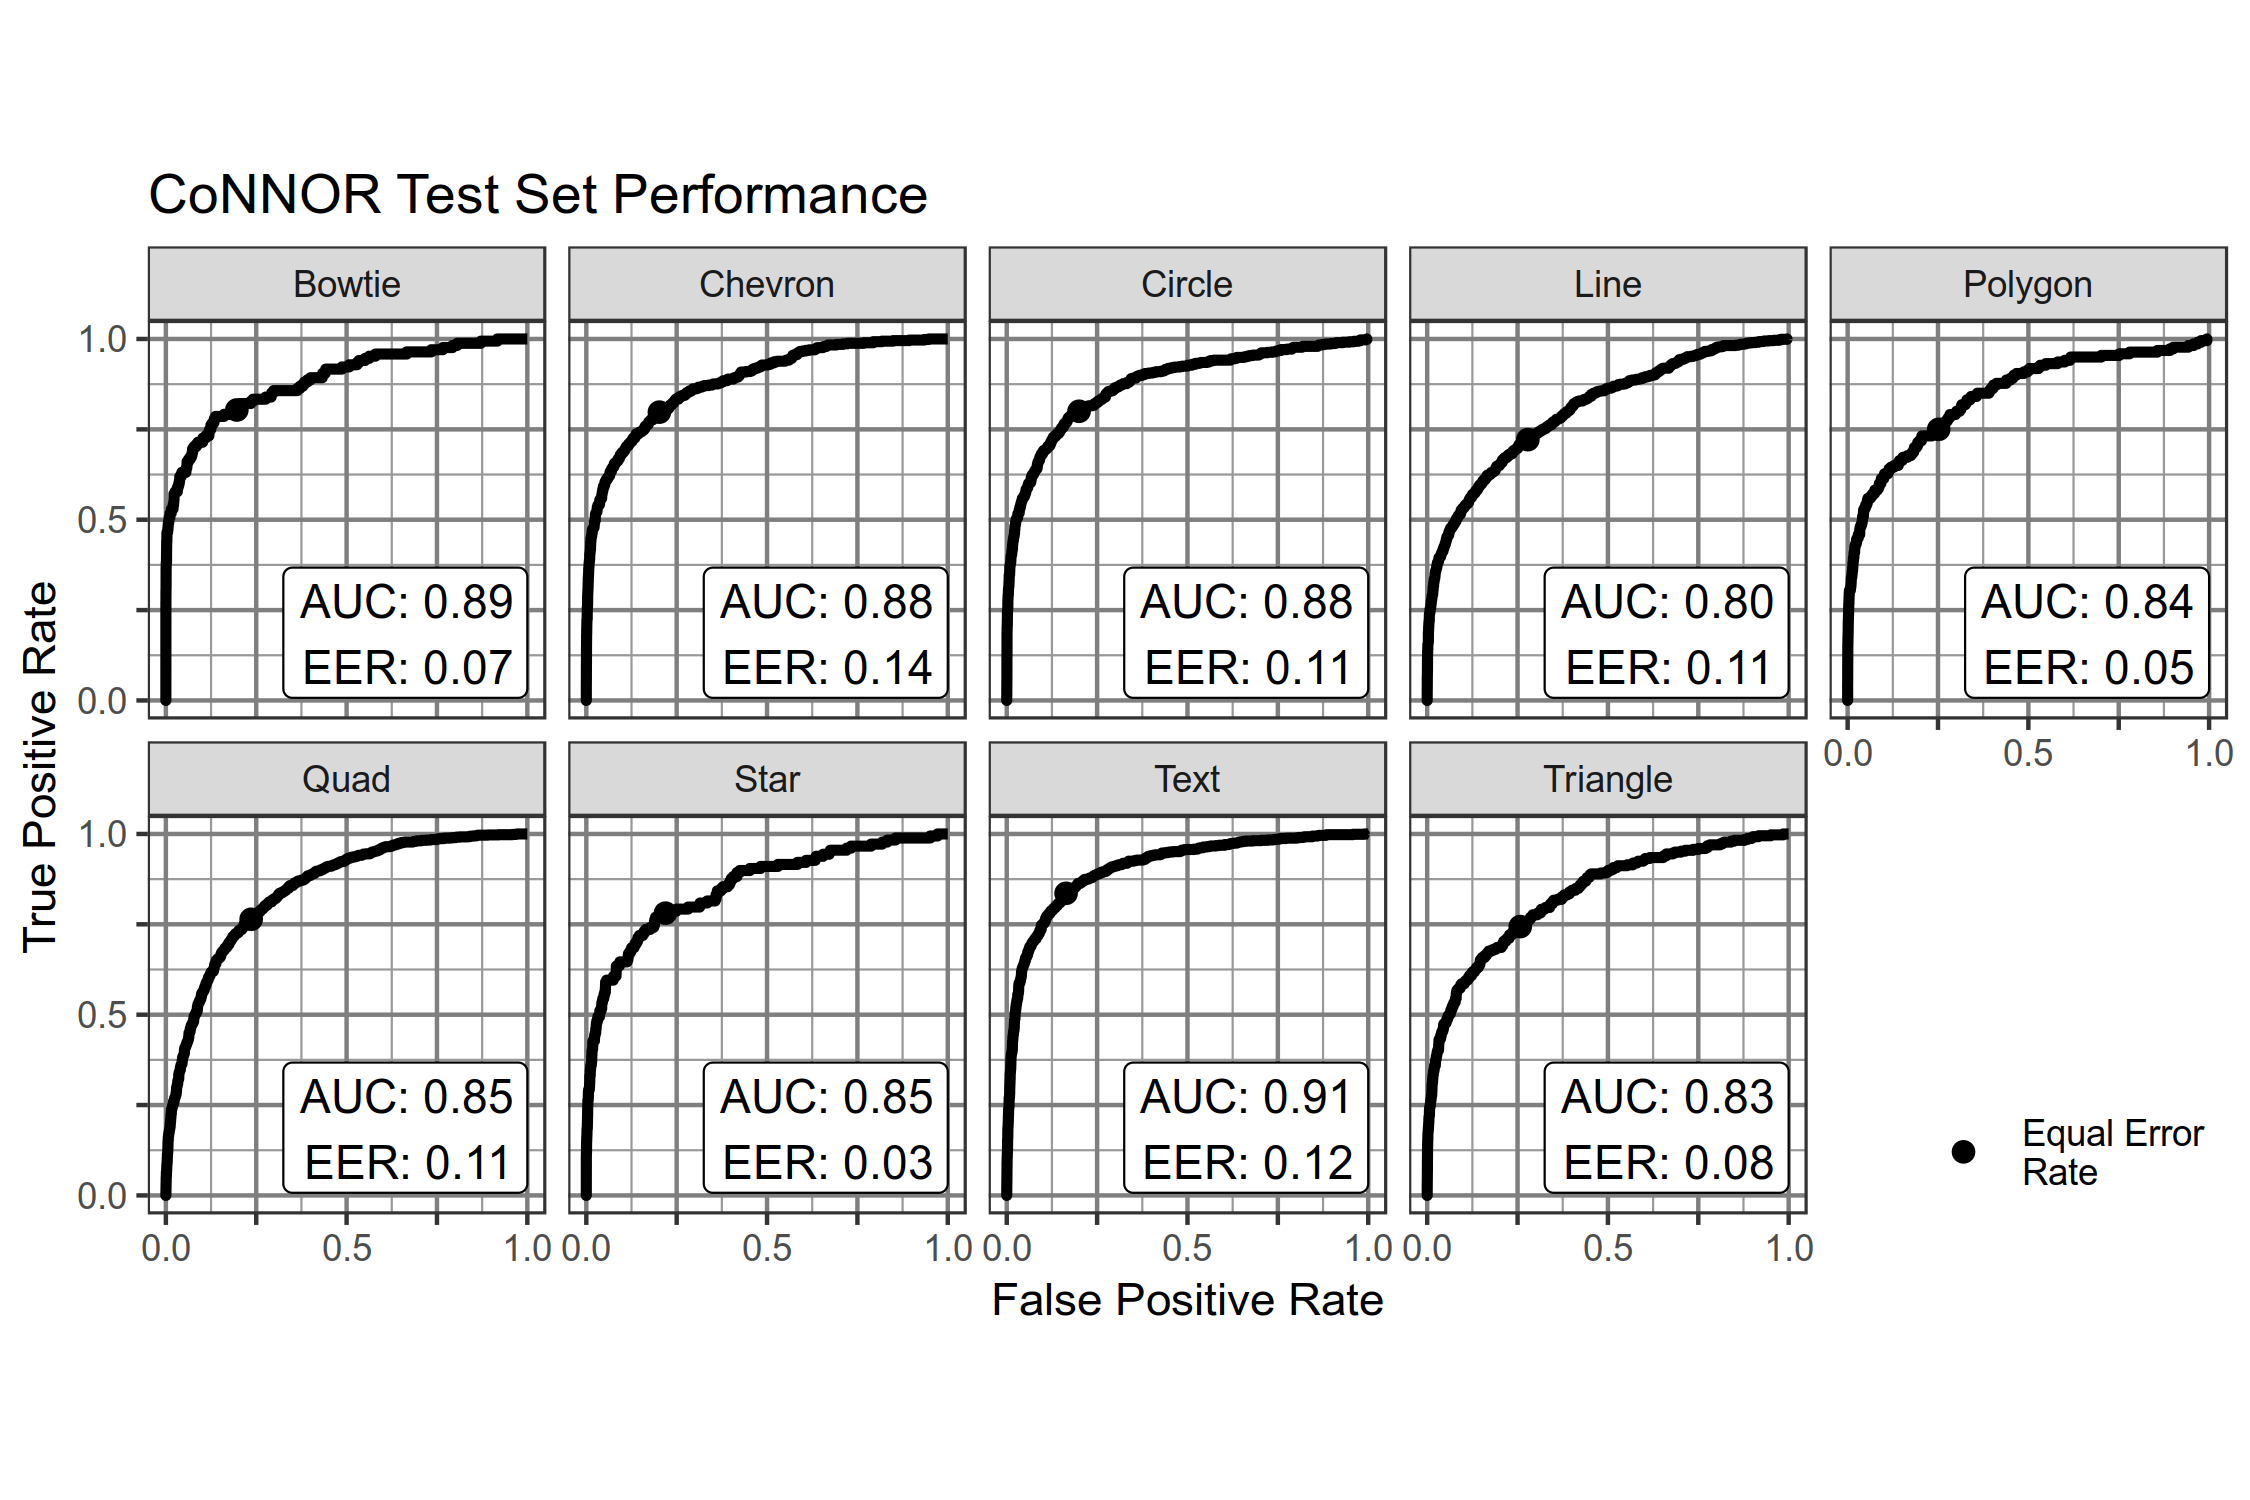 CoNNOR Test Set Performance
Bowtie
Chevron
Circle
Line
Polygon
1.0
0.5
0.0
AUC: 0.89
EER: 0.07
AUC: 0.88
EER: 0.14
AUC: 0.88
EER: 0.11
AUC: 0.80
EER: 0.11
AUC: 0.84
EER: 0.05
0.0 0.5 1.0
Quad
Star
Text
Triangle
1.0
0.5
0.0
AUC: 0.85
EER: 0.11
AUC: 0.85
EER: 0.03
AUC: 0.91
EER: 0.12
AUC: 0.83
EER: 0.08
0.0 0.5 1.0
0.0 0.5 1.0
0.0 0.5 1.0
0.0 0.5 1.0
True Positive Rate
False Positive Rate
Equal Error
Rate